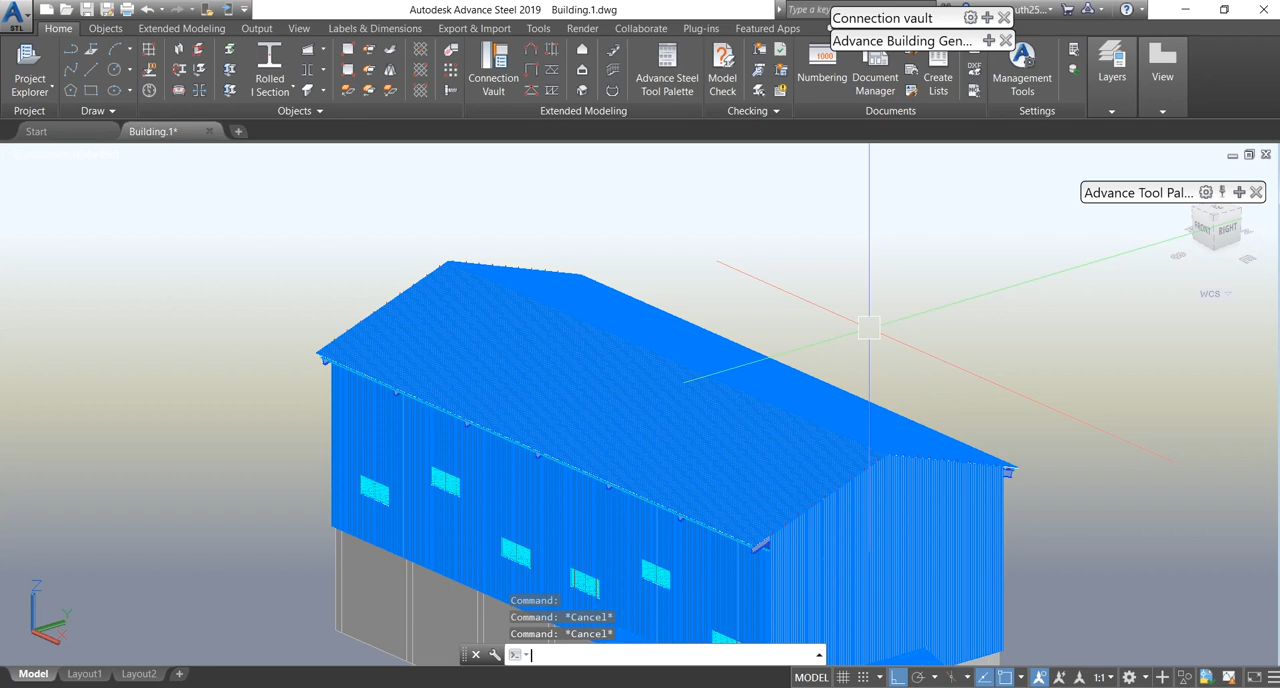 Autodesk Advance Steel 2019 Building.1.dwg
Type a key
Connection vault
Advance Building Gen...
STL
Home Objects Extended Modeling Output View Labels & Dimensions Export & Import Tools Render Collaborate Plug-ins Featured Apps
Project
Explorer
Rolled
I Section
Connection
Vault
Advance Steel
Tool Palette
Model
Check
1000
Numbering
Document
Manager
Create
Lists
DXF
Management
Tools
Layers
View
Project
Draw
Objects
Extended Modeling
Checking
Documents
Settings
Start
Building.1*
Advance Tool Pal...
FRONT
RIGHT
WCS
Z
Y
X
Command:
Command: *Cancel*
Command: *Cancel*
Model
Layout1
Layout2
MODEL
1:1